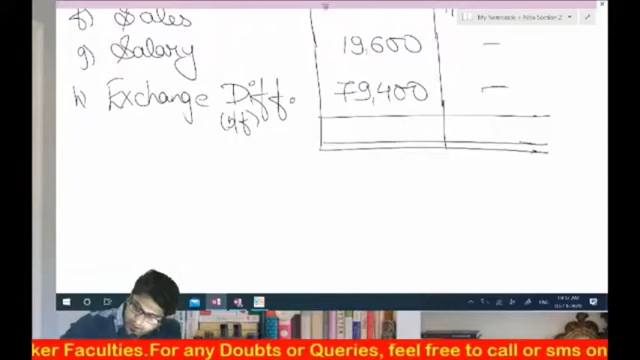 My Notebook • New Section 2
f) Sales
g) Salary 19,600 –
h) Exchange Diff. 79,400 –
(b/f)
ENG
ker Faculties.For any Doubts or Queries, feel free to call or sms on